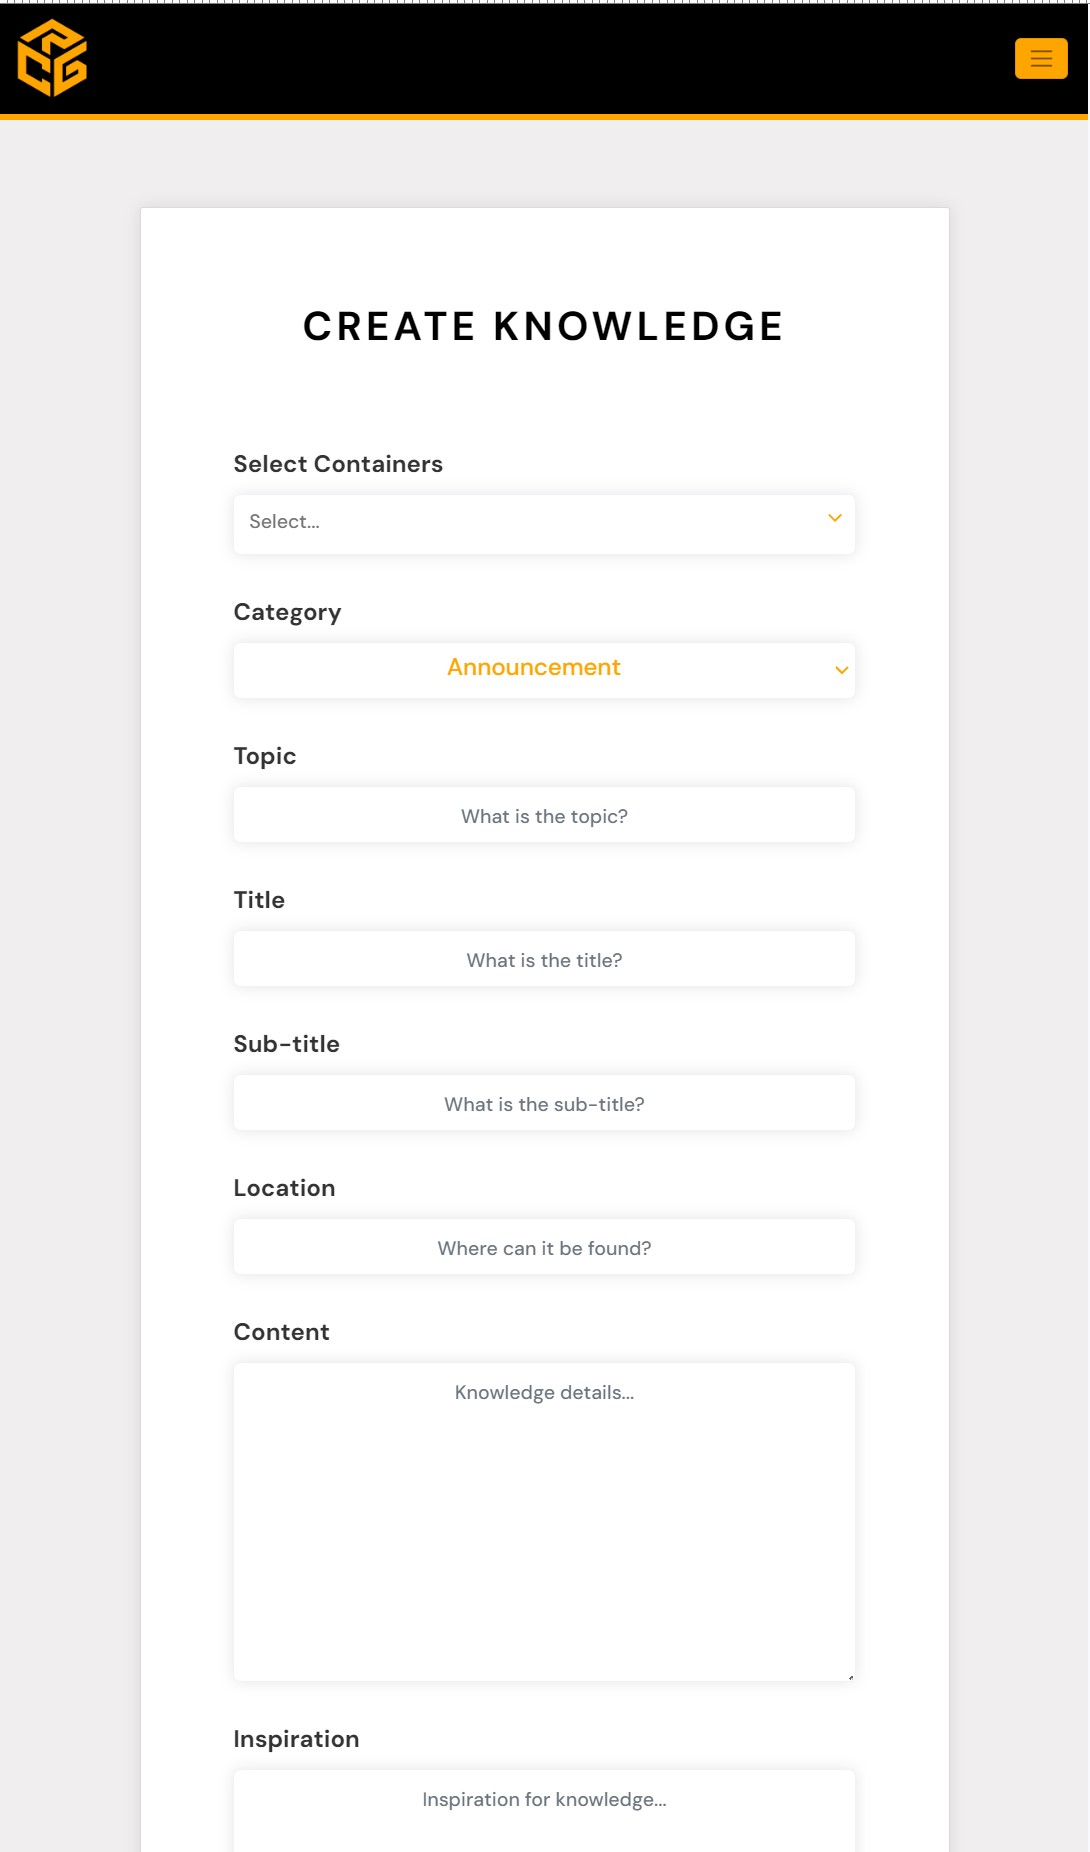 CREATE KNOWLEDGE
Select Containers
Select...
Category
Announcement
Topic
What is the topic?
Title
What is the title?
Sub-title
What is the sub-title?
Location
Where can it be found?
Content
Knowledge details...
Inspiration
Inspiration for knowledge...